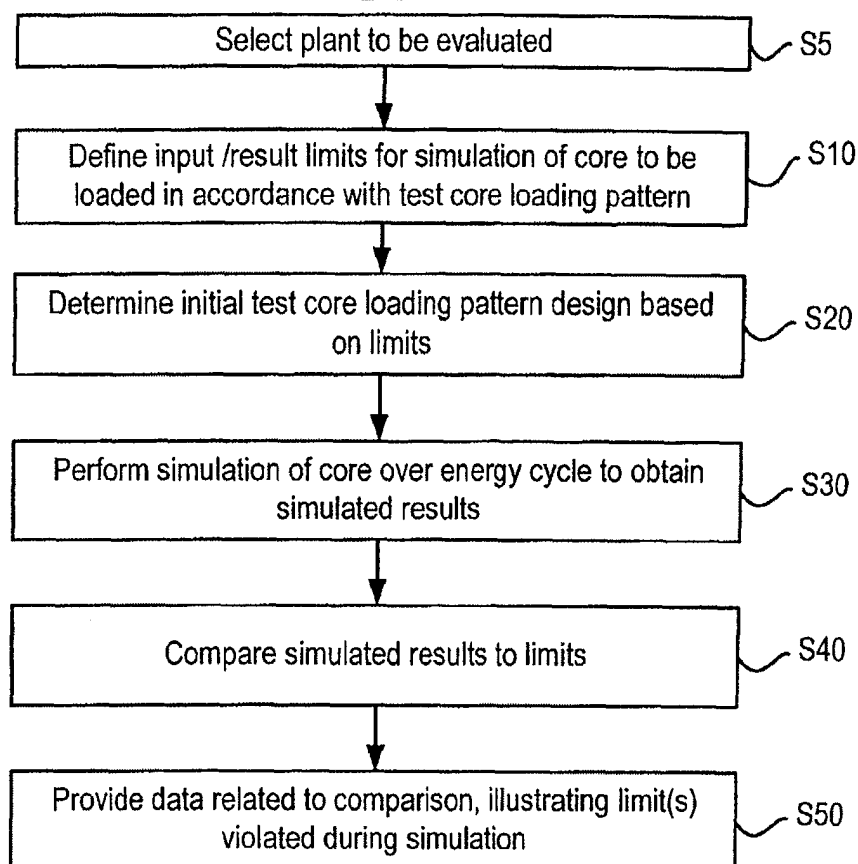 Select plant to be evaluated
S5
Define input /result limits for simulation of core to be
loaded in accordance with test core loading pattern
S10
Determine initial test core loading pattern design based
on limits
S20
Perform simulation of core over energy cycle to obtain
simulated results
S30
Compare simulated results to limits
S40
Provide data related to comparison, illustrating limit(s)
violated during simulation
S50